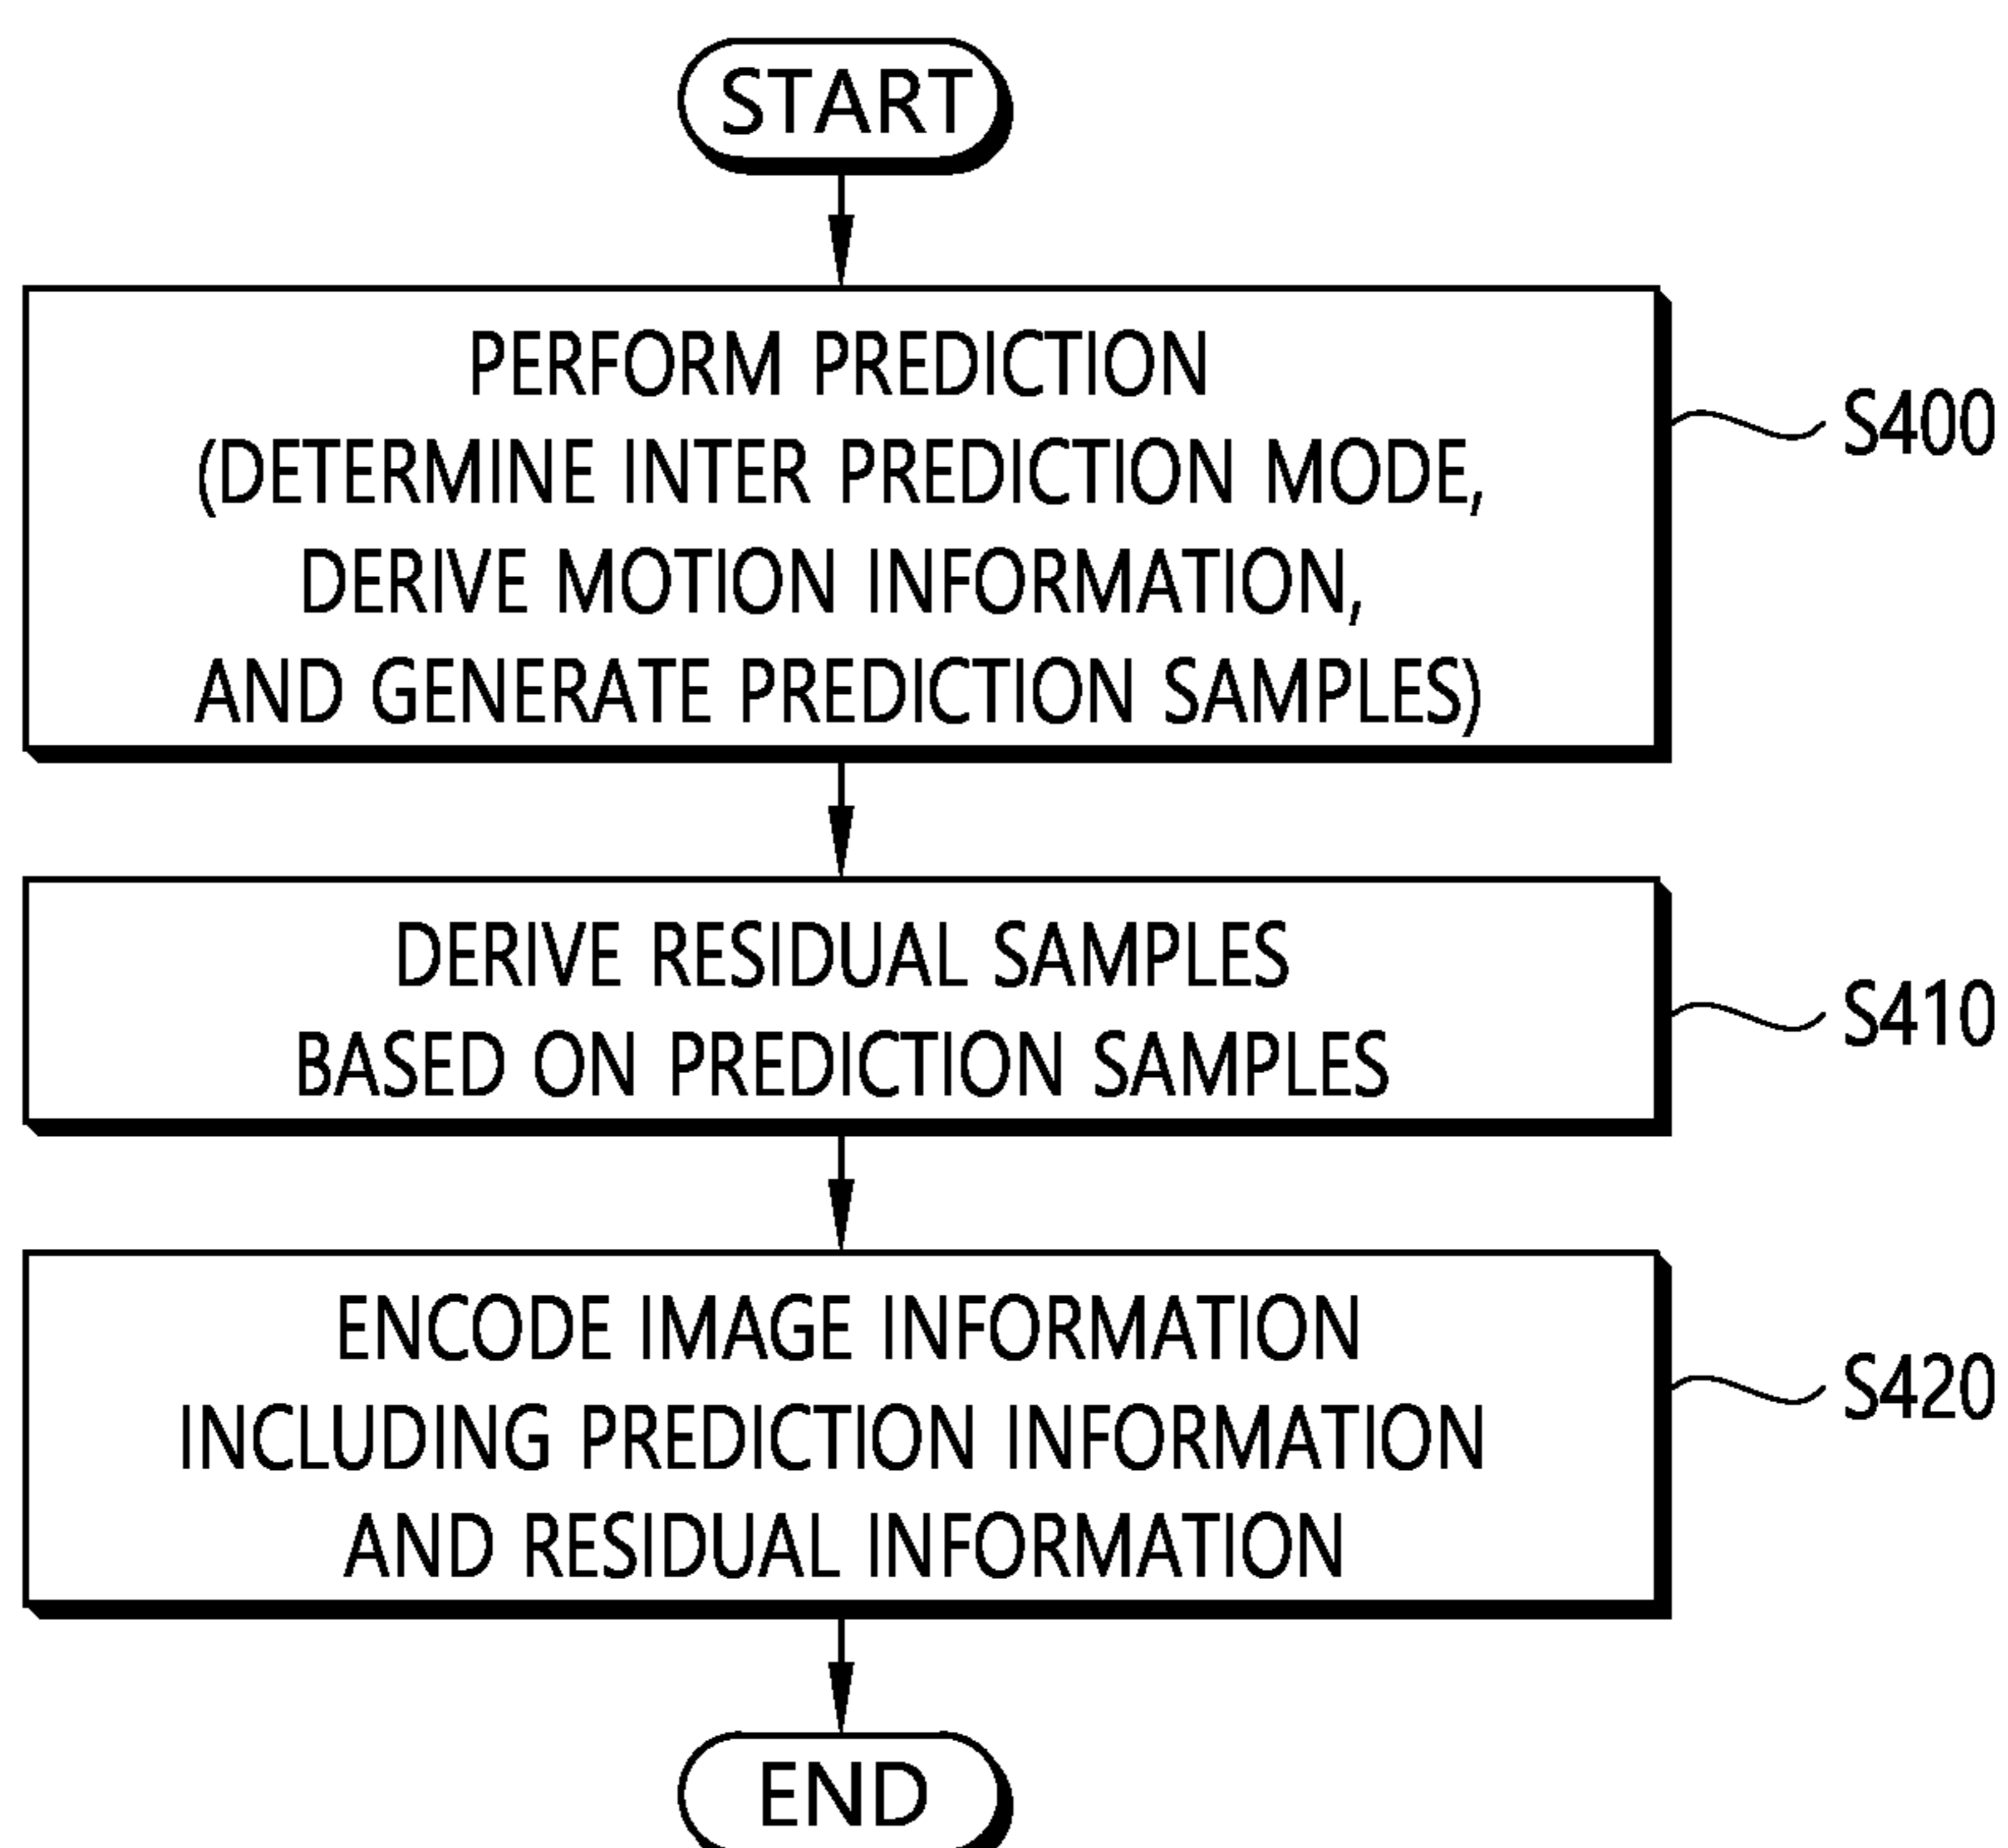 START
PERFORM PREDICTION
(DETERMINE INTER PREDICTION MODE,
DERIVE MOTION INFORMATION,
AND GENERATE PREDICTION SAMPLES)
S400
DERIVE RESIDUAL SAMPLES
BASED ON PREDICTION SAMPLES
S410
ENCODE IMAGE INFORMATION
INCLUDING PREDICTION INFORMATION
AND RESIDUAL INFORMATION
S420
END